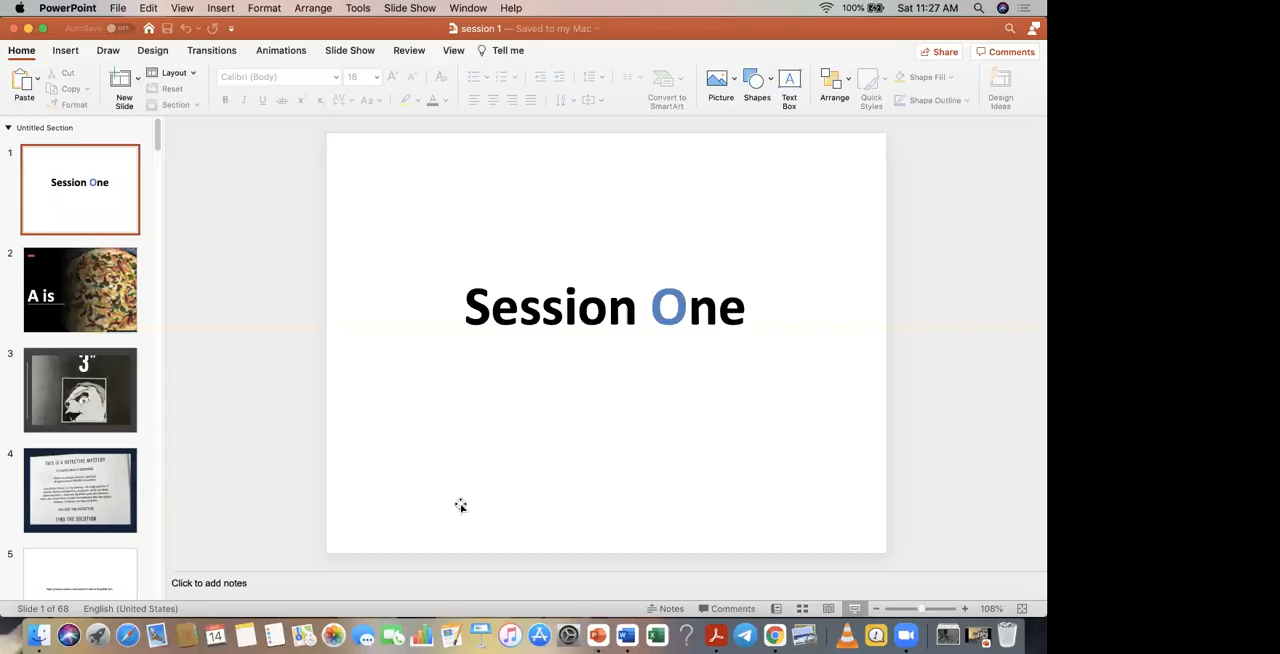 PowerPoint File Edit View Insert Format Arrange Tools Slide Show Window Help 100% Sat 11:27 AM
AutoSave OFF session 1 — Saved to my Mac
Home Insert Draw Design Transitions Animations Slide Show Review View Tell me Share Comments
Paste Cut Copy Format New Slide Layout Reset Section Calibri (Body) 18 Convert to SmartArt Picture Shapes Text Box Arrange Quick Styles Shape Fill Shape Outline Design Ideas
Untitled Section
1
Session One
2
A is
3
3"
4
THIS IS A DETECTIVE MYSTERY
FIND THE SOLUTION
5
Session One
Click to add notes
Slide 1 of 68 English (United States) Notes Comments 108%
14